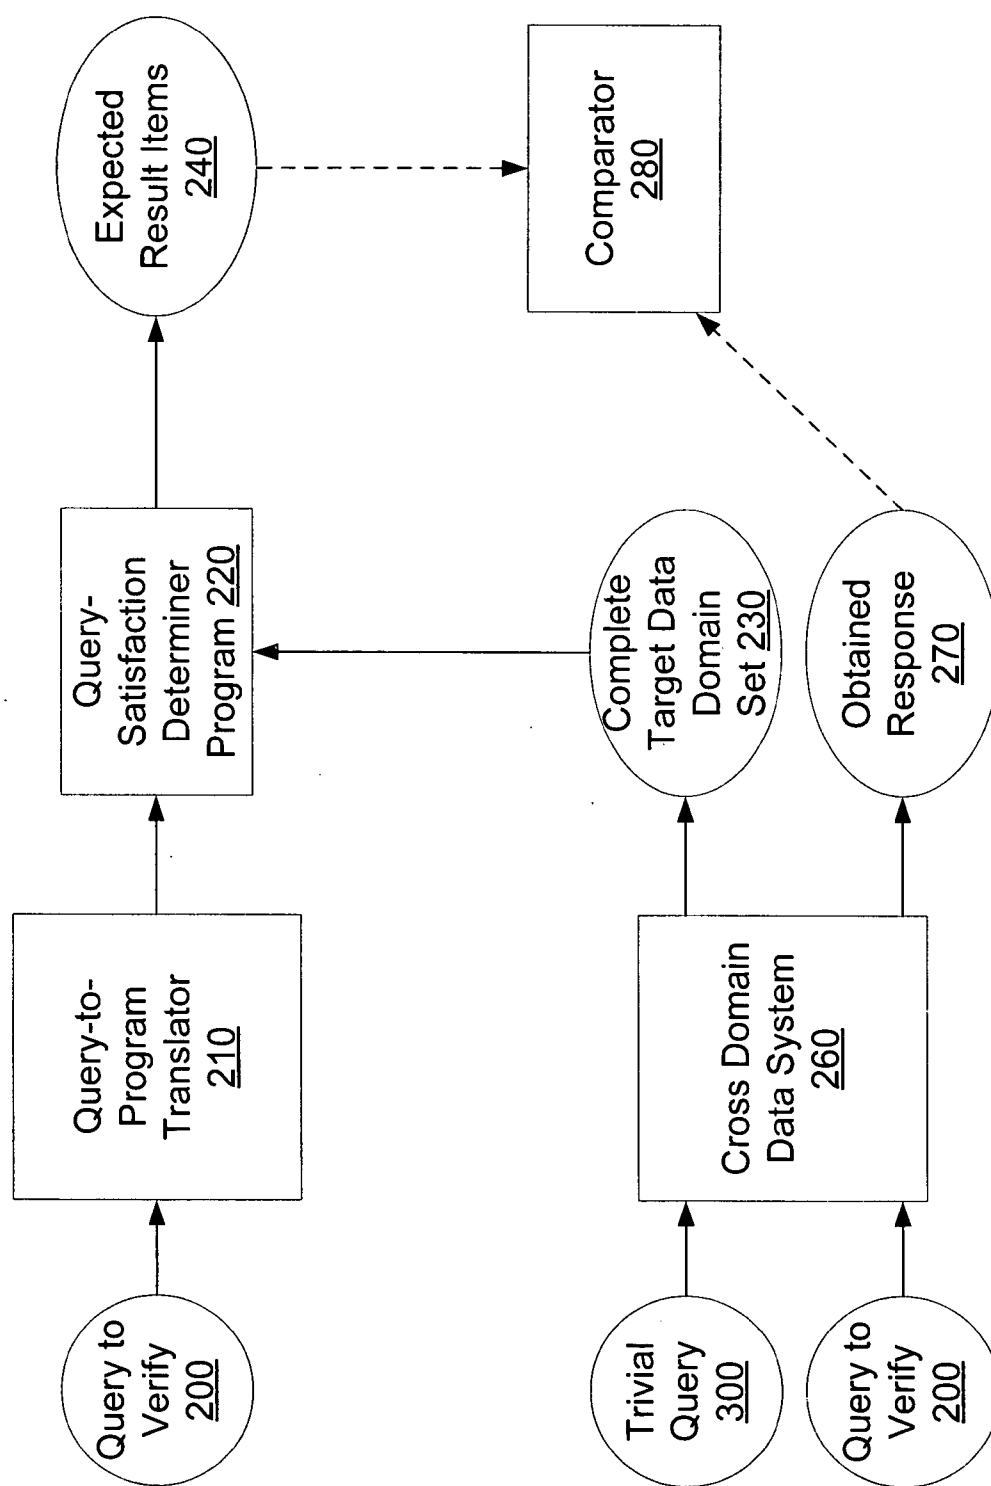 Query to
Verify
200
Query-to-
Program
Translator
210
Query-
Satisfaction
Determiner
Program 220
Expected
Result Items
240
Trivial
Query
300
Query to
Verify
200
Cross Domain
Data System
260
Complete
Target Data
Domain
Set 230
Obtained
Response
270
Comparator
280